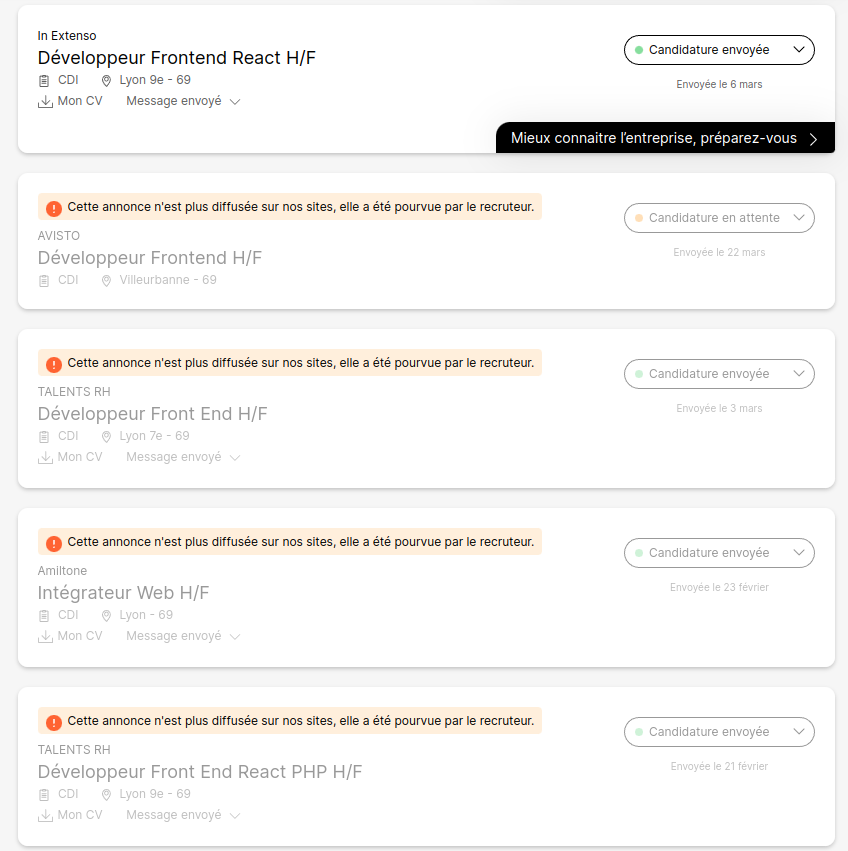 In Extenso
Développeur Frontend React H/F
Candidature envoyée
CDI Lyon 9e - 69
Envoyée le 6 mars
Mon CV Message envoyé
Mieux connaitre l’entreprise, préparez-vous
Cette annonce n'est plus diffusée sur nos sites, elle a été pourvue par le recruteur.
Candidature en attente
AVISTO
Développeur Frontend H/F
Envoyée le 22 mars
CDI Villeurbanne - 69
Cette annonce n'est plus diffusée sur nos sites, elle a été pourvue par le recruteur.
Candidature envoyée
TALENTS RH
Développeur Front End H/F
Envoyée le 3 mars
CDI Lyon 7e - 69
Mon CV Message envoyé
Cette annonce n'est plus diffusée sur nos sites, elle a été pourvue par le recruteur.
Candidature envoyée
Amiltone
Intégrateur Web H/F
Envoyée le 23 février
CDI Lyon - 69
Mon CV Message envoyé
Cette annonce n'est plus diffusée sur nos sites, elle a été pourvue par le recruteur.
Candidature envoyée
TALENTS RH
Développeur Front End React PHP H/F
Envoyée le 21 février
CDI Lyon 9e - 69
Mon CV Message envoyé